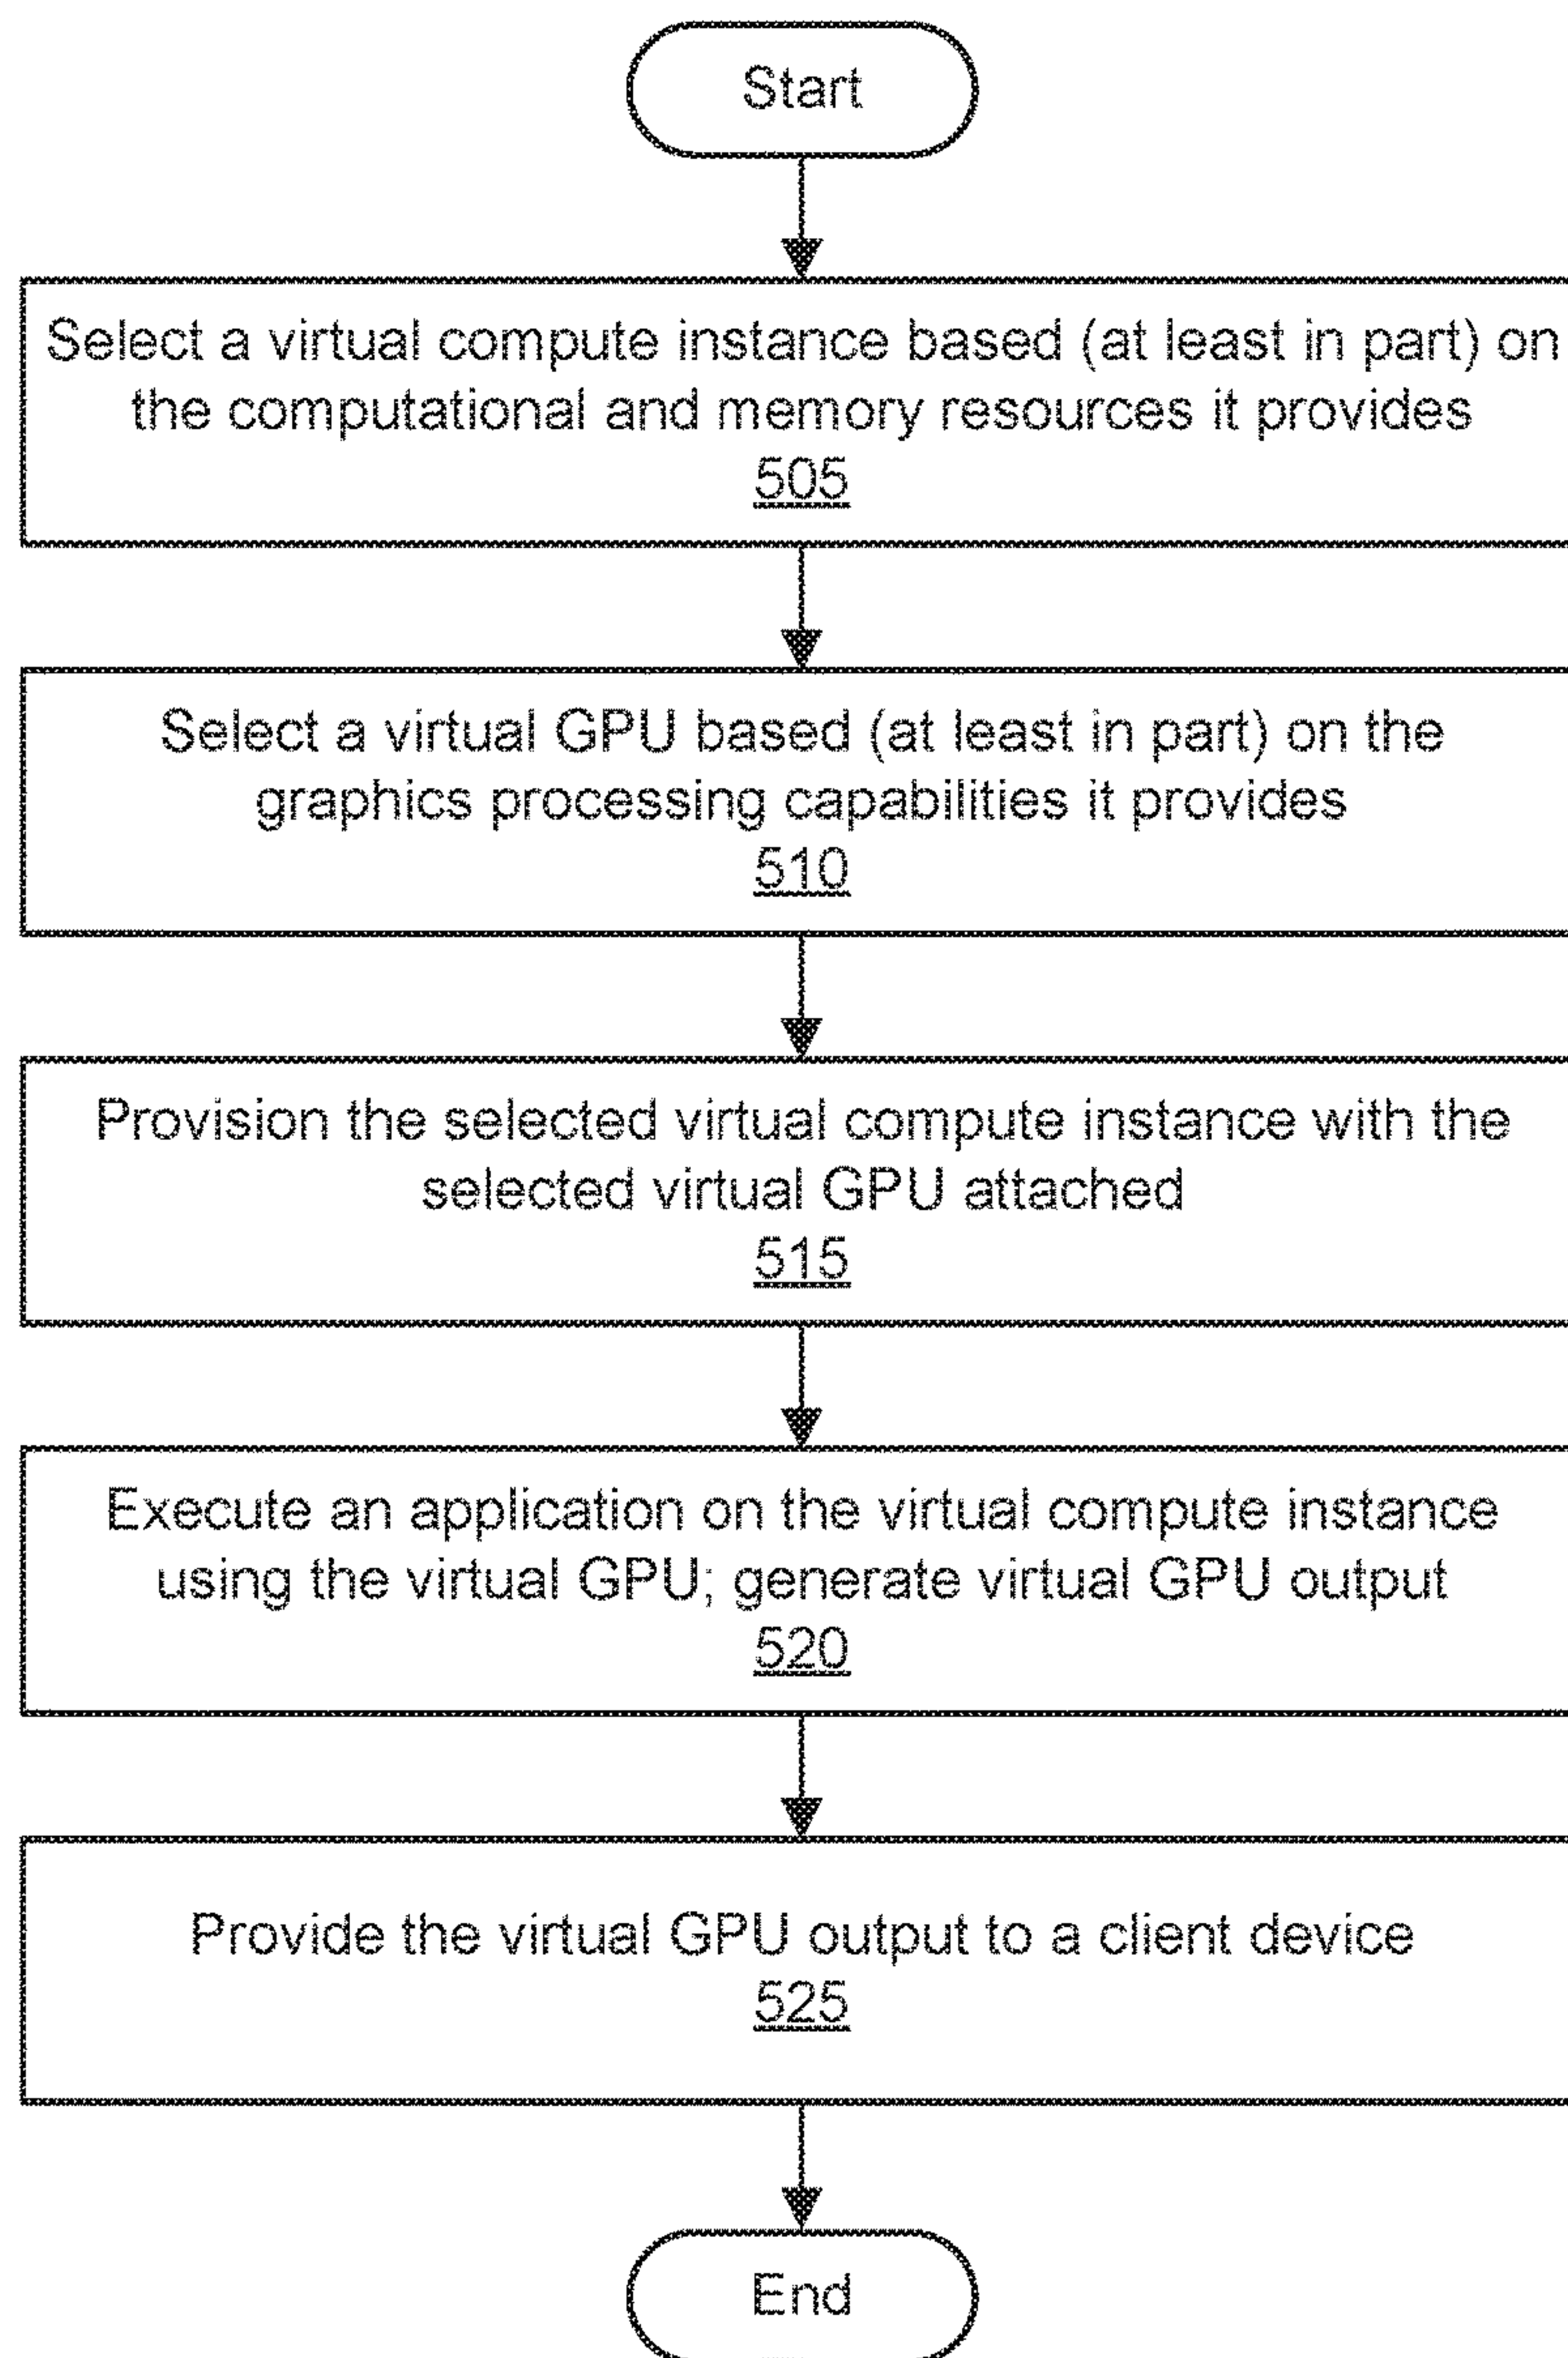 Start
Select a virtual compute instance based (at least in part) on
the computational and memory resources it provides
505
Select a virtual GPU based (at least in part) on the
graphics processing capabilities it provides
510
Provision the selected virtual compute instance with the
selected virtual GPU attached
515
Execute an application on the virtual compute instance
using the virtual GPU; generate virtual GPU output
520
Provide the virtual GPU output to a client device
525
End